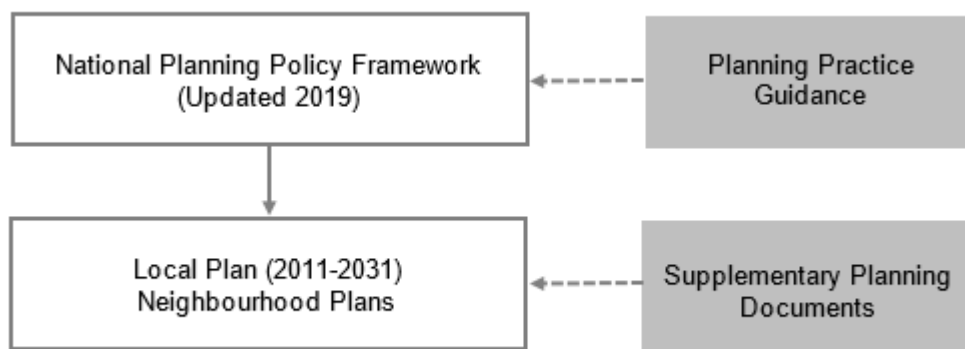 National Planning Policy Framework
(Updated 2019)
Planning Practice
Guidance
Local Plan (2011-2031)
Neighbourhood Plans
Supplementary Planning
Documents